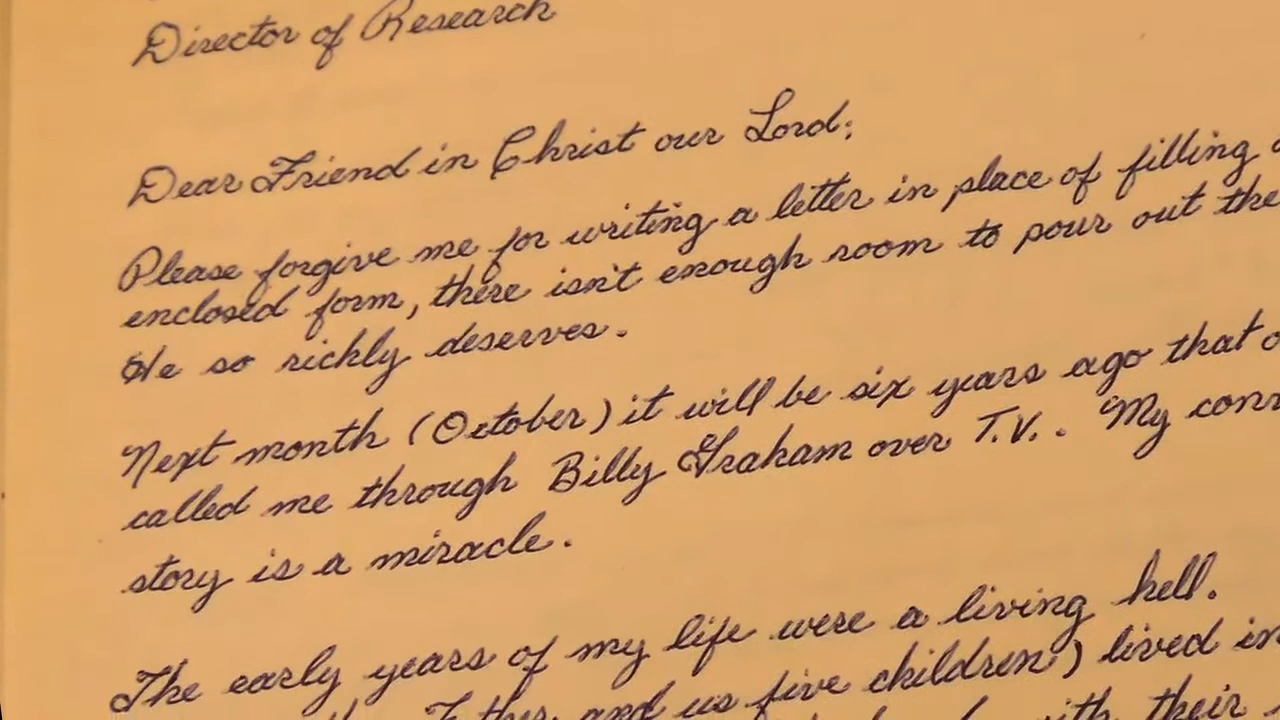 Director of Research
Dear Friend in Christ our Lord:
Please forgive me for writing a letter in place of filling
enclosed form, there isn't enough room to pour out the
He so richly deserves.
Next month (October) it will be six years ago that
called me through Billy Graham over T.V.. My
story is a miracle.
The early years of my life were a living hell.
and us five children) lived in
with their